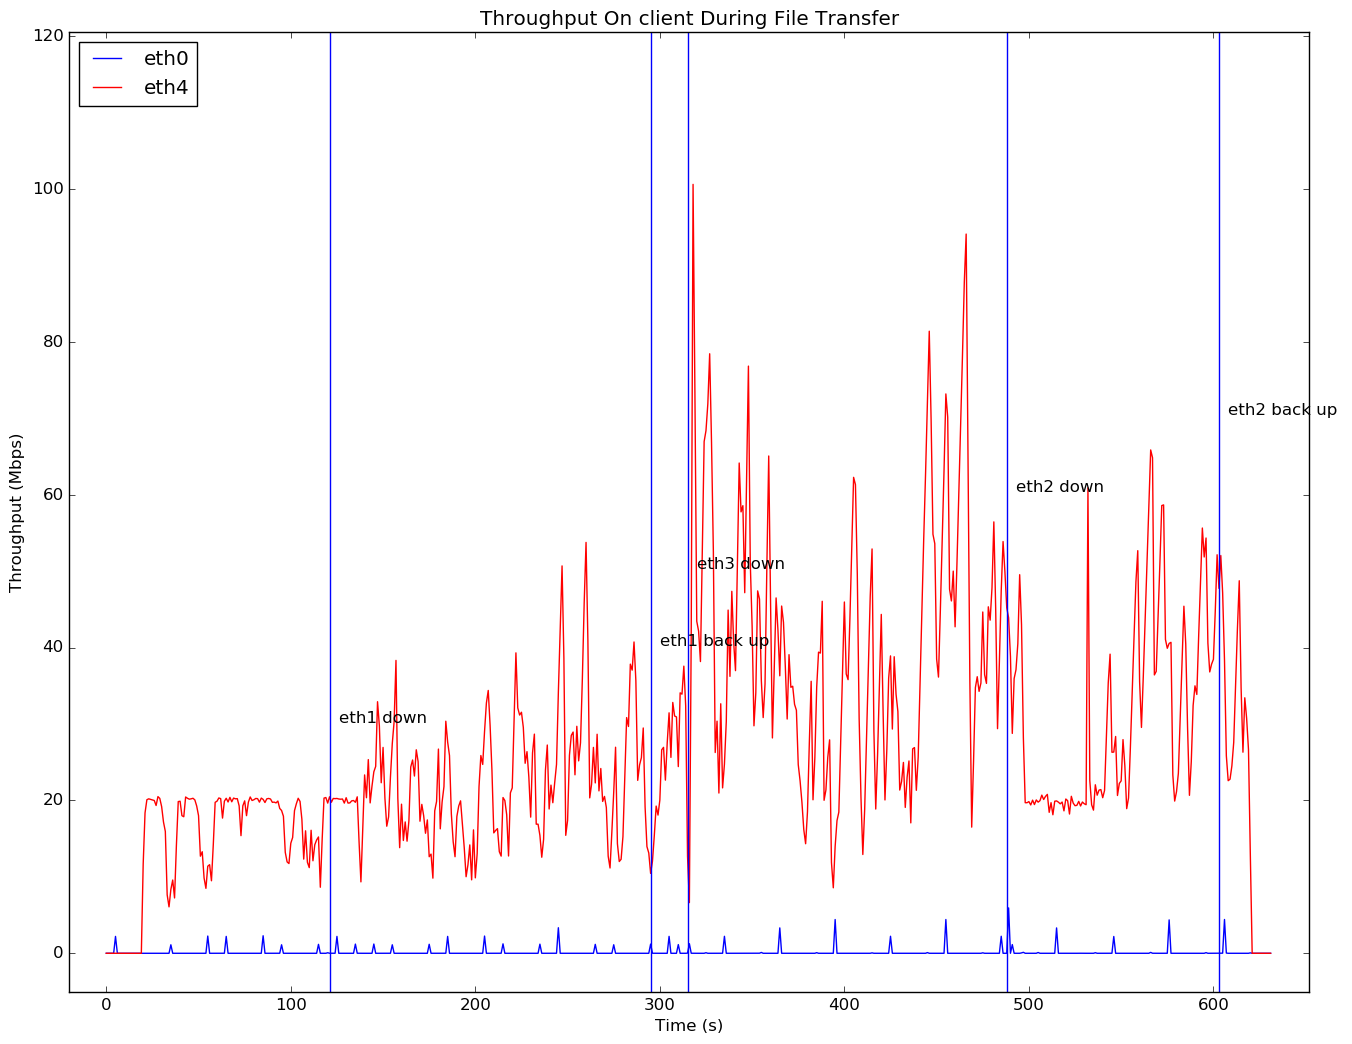 Throughput On client During File Transfer
eth0
eth4
120
100
80
60
40
20
0
Throughput (Mbps)
eth2 back up
eth2 down
eth3 down
eth1 back up
eth1 down
0 100 200 300 400 500 600
Time (s)